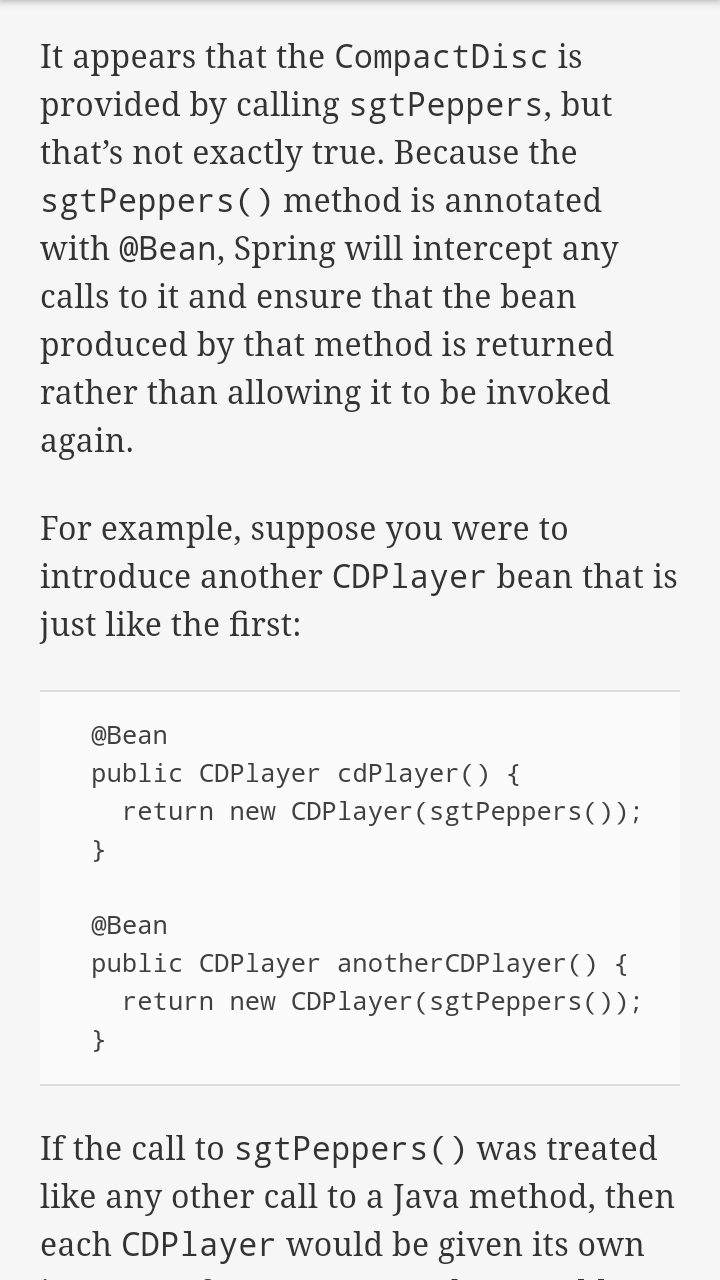 It appears that the CompactDisc is
provided by calling sgtPeppers, but
that’s not exactly true. Because the
sgtPeppers() method is annotated
with @Bean, Spring will intercept any
calls to it and ensure that the bean
produced by that method is returned
rather than allowing it to be invoked
again.
For example, suppose you were to
introduce another CDPlayer bean that is
just like the first:
@Bean
public CDPlayer cdPlayer() {
  return new CDPlayer(sgtPeppers());
}
@Bean
public CDPlayer anotherCDPlayer() {
  return new CDPlayer(sgtPeppers());
}
If the call to sgtPeppers() was treated
like any other call to a Java method, then
each CDPlayer would be given its own